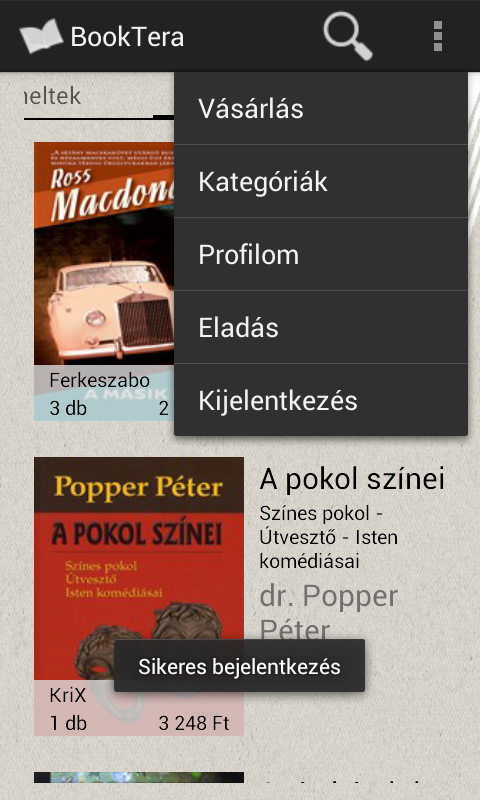 BookTera
neltek
Vásárlás
Kategóriák
Profilom
Eladás
Kijelentkezés
Ross
Macdon
Ferkeszabo
A MÁSIK
3 db
2
Popper Péter
A POKOL SZÍNEI
Színes pokol
Útvesztő
Isten komédiásai
KriX
1 db
3 248 Ft
A pokol színei
Színes pokol -
Útvesztő - Isten
komédiásai
dr. Popper
Péter
Sikeres bejelentkezés